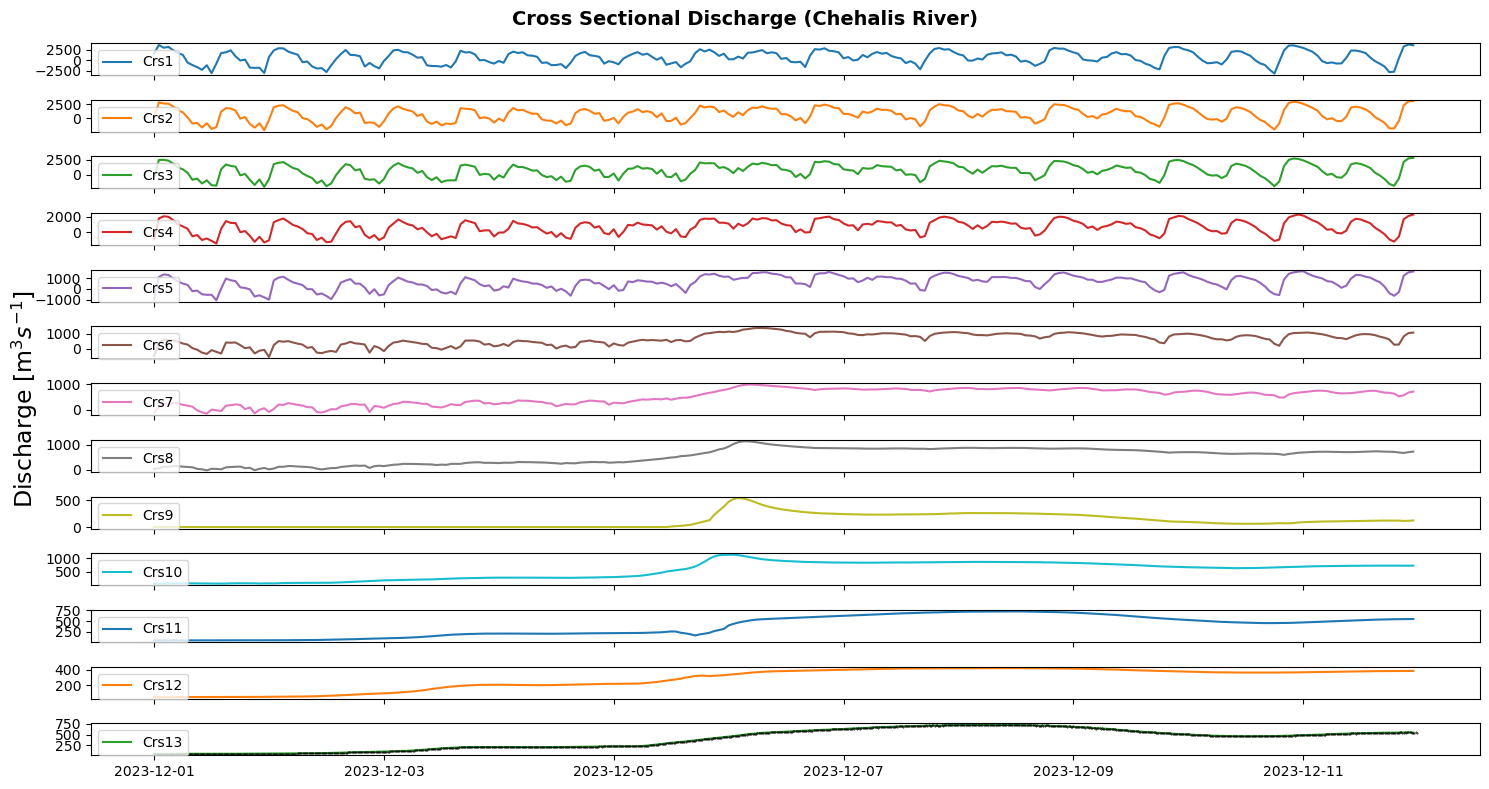 Cross Sectional Discharge (Chehalis River)
Discharge [m³s⁻¹]
2500
0
−2500
Crs1
2500
0
Crs2
2500
0
Crs3
2000
0
Crs4
1000
0
−1000
Crs5
1000
0
Crs6
1000
0
Crs7
1000
0
Crs8
500
0
Crs9
1000
500
Crs10
750
500
250
Crs11
400
200
Crs12
750
500
250
Crs13
2023-12-01 2023-12-03 2023-12-05 2023-12-07 2023-12-09 2023-12-11